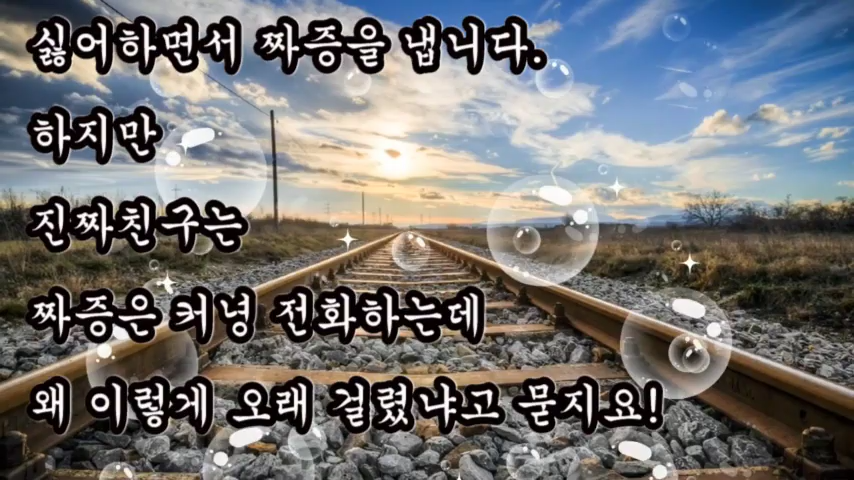 싫어하면서 짜증을 냅니다.
하지만
진짜친구는
짜증은 커녕 전화하는데
왜 이렇게 오래 걸렸냐고 묻지요!